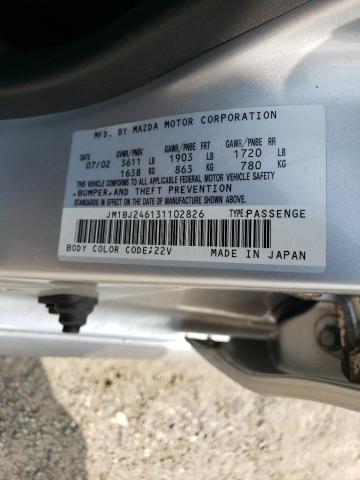 MFD. BY MAZDA MOTOR CORPORATION
GVWR/PNBV GAWR/PNBE FRT GAWR/PNBE RR
07/02 3611 LB 1903 LB 1720 LB
1638 KG 863 KG 780 KG
THIS VEHICLE CONFORMS TO ALL APPLICABLE FEDERAL MOTOR VEHICLE SAFETY
,BUMPER, AND THEFT PREVENTION
STANDARDS IN EFFECT ON THE DATE OF MANUFACTURE SHOWN ABOVE.
JM1BJ246131102826 TYPE:PASSENGE
BODY COLOR CODE;22V MADE IN JAPAN